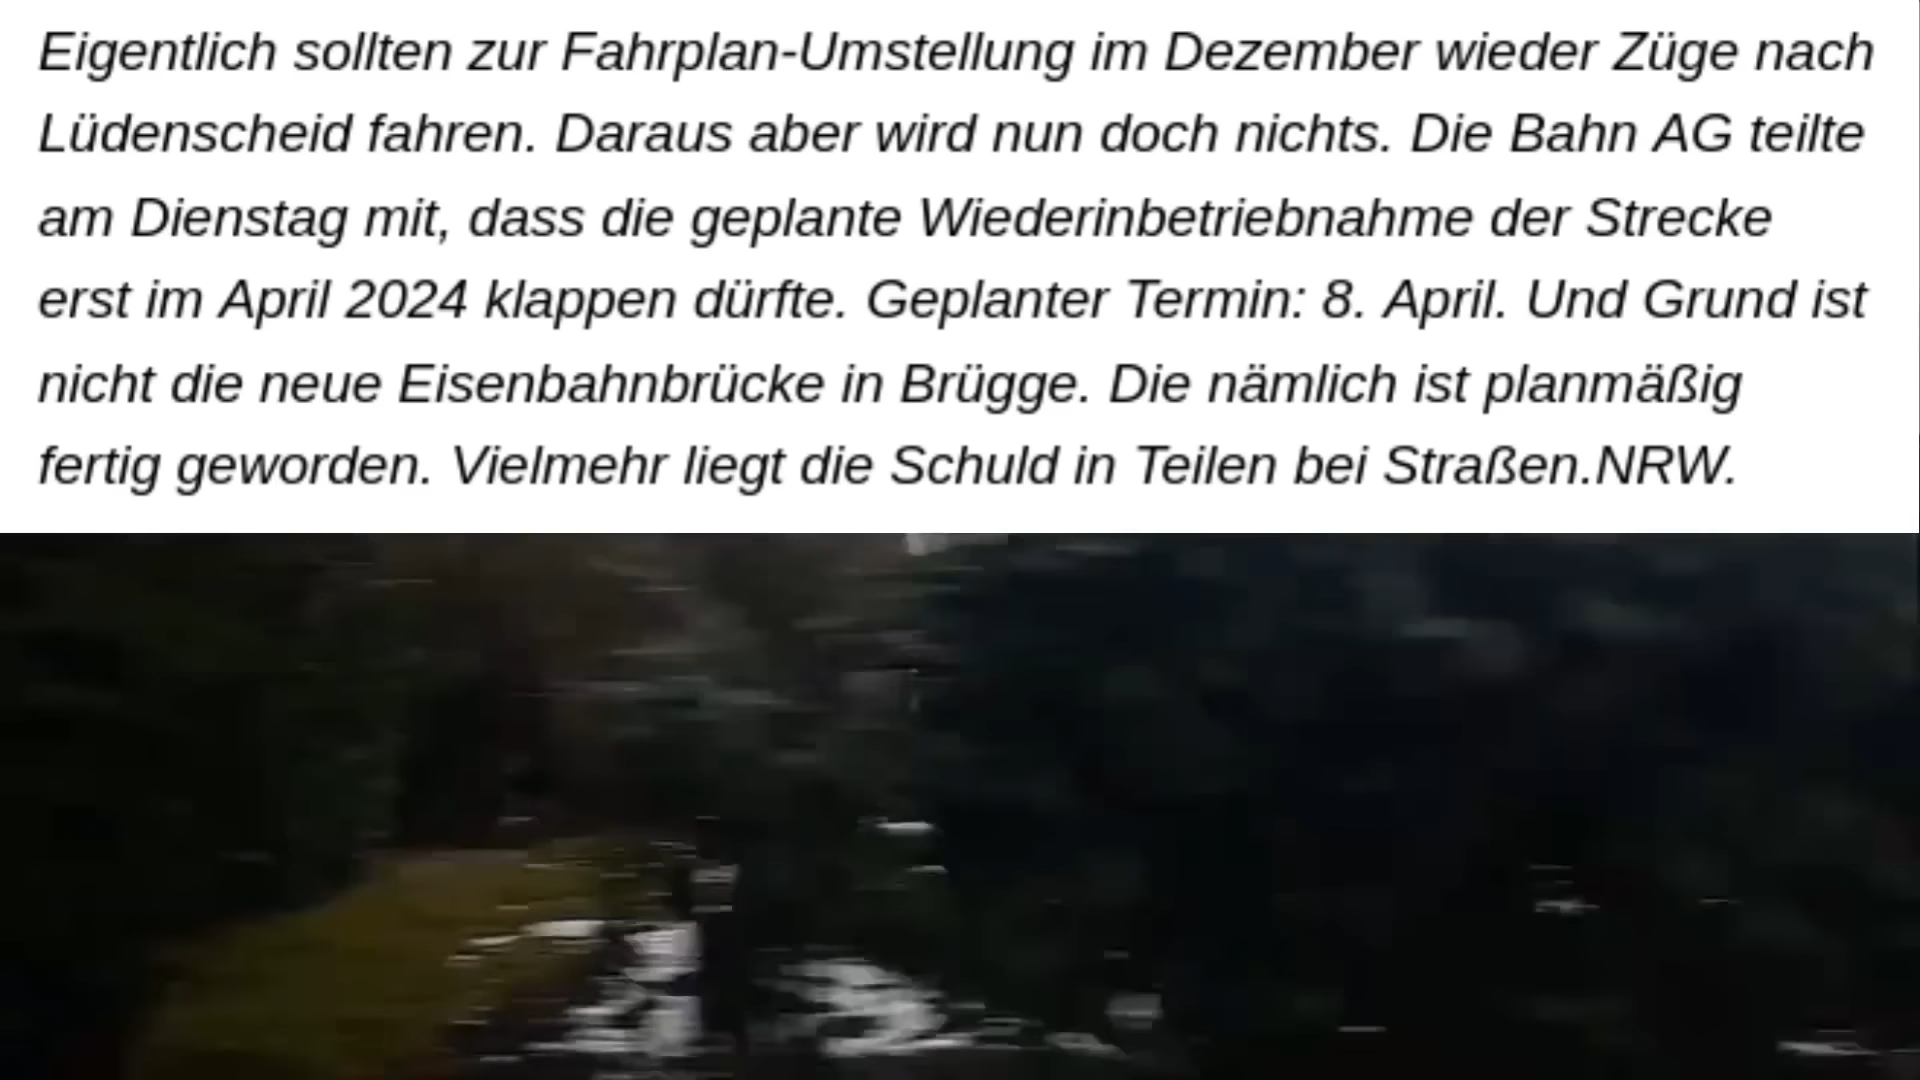 Eigentlich sollten zur Fahrplan-Umstellung im Dezember wieder Züge nach
Lüdenscheid fahren. Daraus aber wird nun doch nichts. Die Bahn AG teilte
am Dienstag mit, dass die geplante Wiederinbetriebnahme der Strecke
erst im April 2024 klappen dürfte. Geplanter Termin: 8. April. Und Grund ist
nicht die neue Eisenbahnbrücke in Brügge. Die nämlich ist planmäßig
fertig geworden. Vielmehr liegt die Schuld in Teilen bei Straßen.NRW.